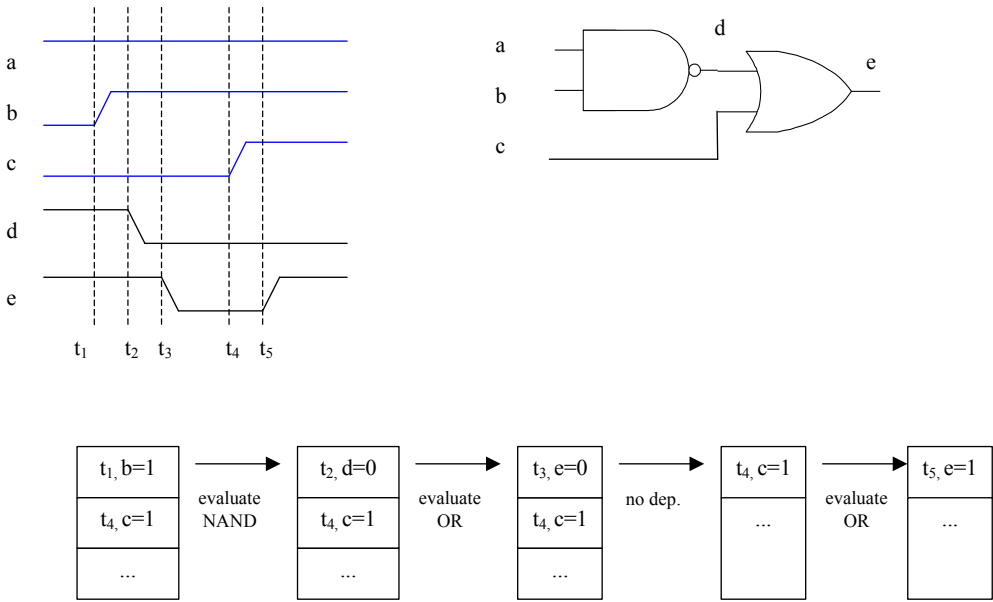 a
b
c
d
e
t₁ t₂ t₃ t₄ t₅
a
b
c
d
e
t₁, b=1
t₄, c=1
...
evaluate
NAND
t₂, d=0
t₄, c=1
...
evaluate
OR
t₃, e=0
t₄, c=1
...
no dep.
t₄, c=1
...
evaluate
OR
t₅, e=1
...